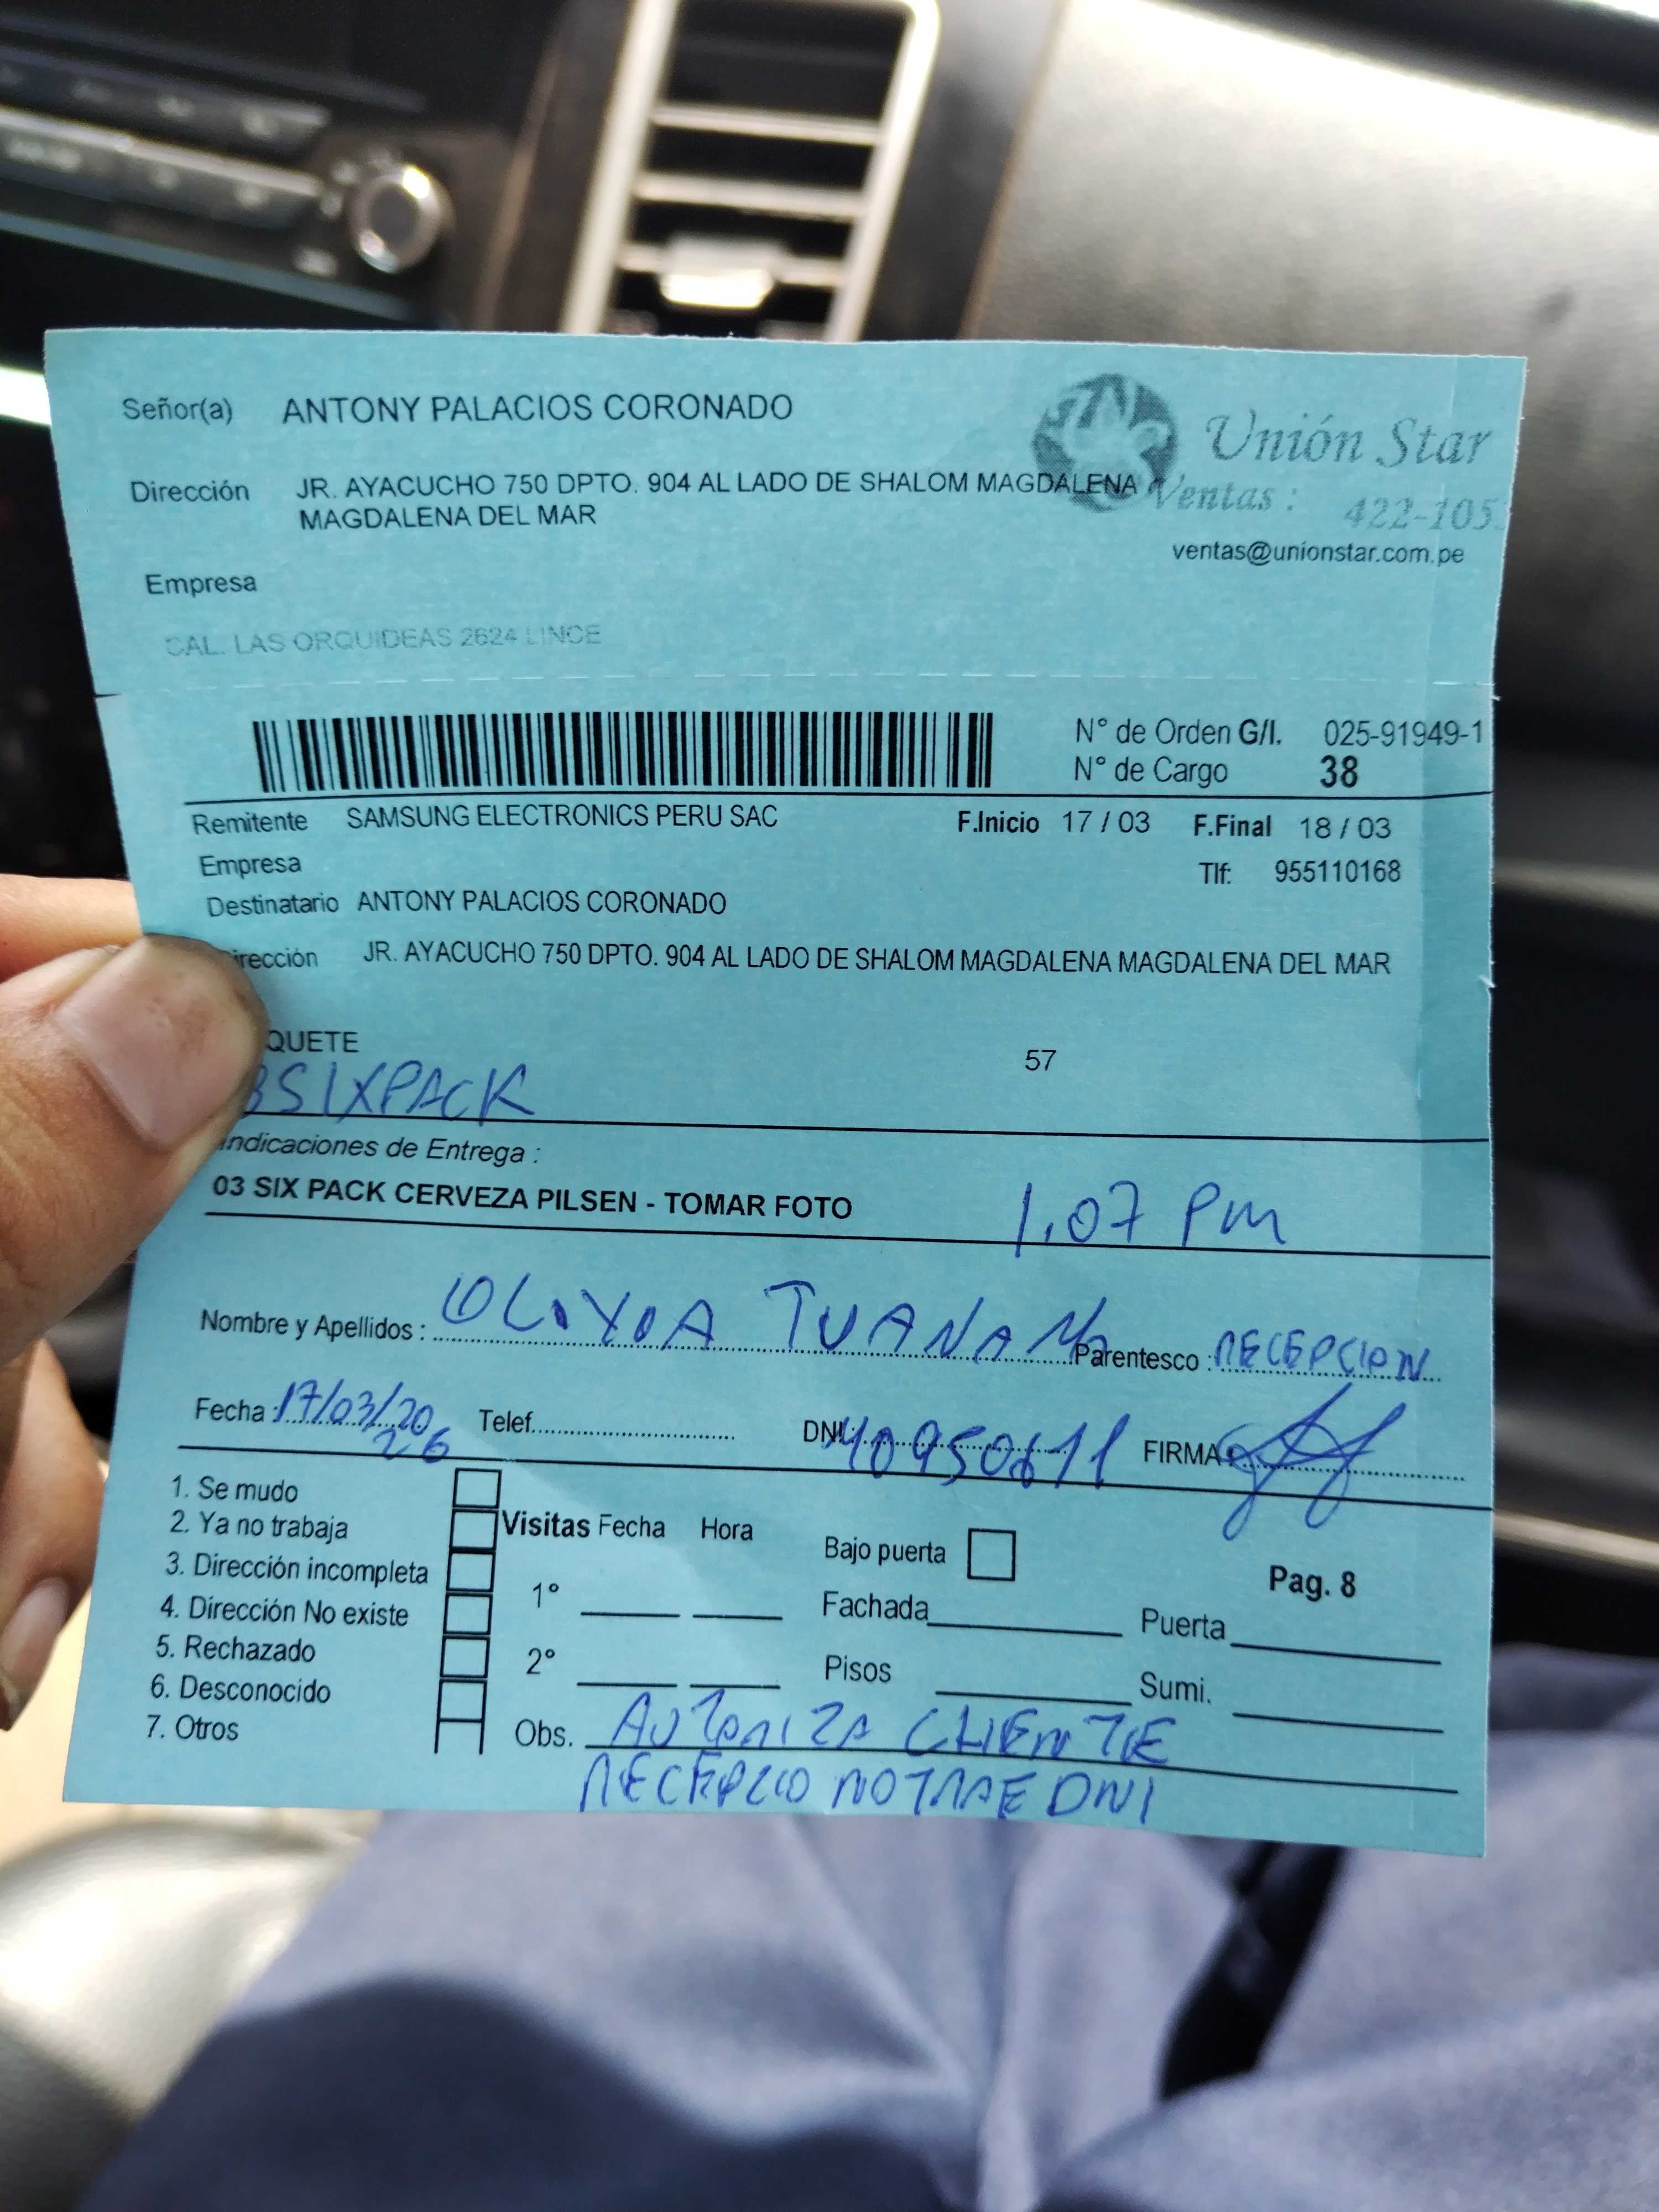 Señor(a) ANTONY PALACIOS CORONADO
Unión Star
Dirección JR. AYACUCHO 750 DPTO. 904 AL LADO DE SHALOM MAGDALENA
MAGDALENA DEL MAR
Ventas : 422-105
ventas@unionstar.com.pe
Empresa
CAL. LAS ORQUIDEAS 2624 LINCE
N° de Orden G/I. 025-91949-1
N° de Cargo 38
Remitente SAMSUNG ELECTRONICS PERU SAC F.Inicio 17 / 03 F.Final 18 / 03
Empresa Tlf: 955110168
Destinatario ANTONY PALACIOS CORONADO
irección JR. AYACUCHO 750 DPTO. 904 AL LADO DE SHALOM MAGDALENA MAGDALENA DEL MAR
QUETE 57
3SIXPACK
Indicaciones de Entrega :
03 SIX PACK CERVEZA PILSEN - TOMAR FOTO 1.07 PM
Nombre y Apellidos : TUANAMA Parentesco : RECEPCION
Fecha : 17/03/2026 Telef. DNI: FIRMA :
1. Se mudo
2. Ya no trabaja
3. Dirección incompleta
4. Dirección No existe
5. Rechazado
6. Desconocido
7. Otros
Visitas Fecha Hora
1°
2°
Bajo puerta
Pag. 8
Fachada Puerta
Pisos Sumi.
Obs. AUTORIZA CLIENTE
RECEPCIO NO TRAE DNI